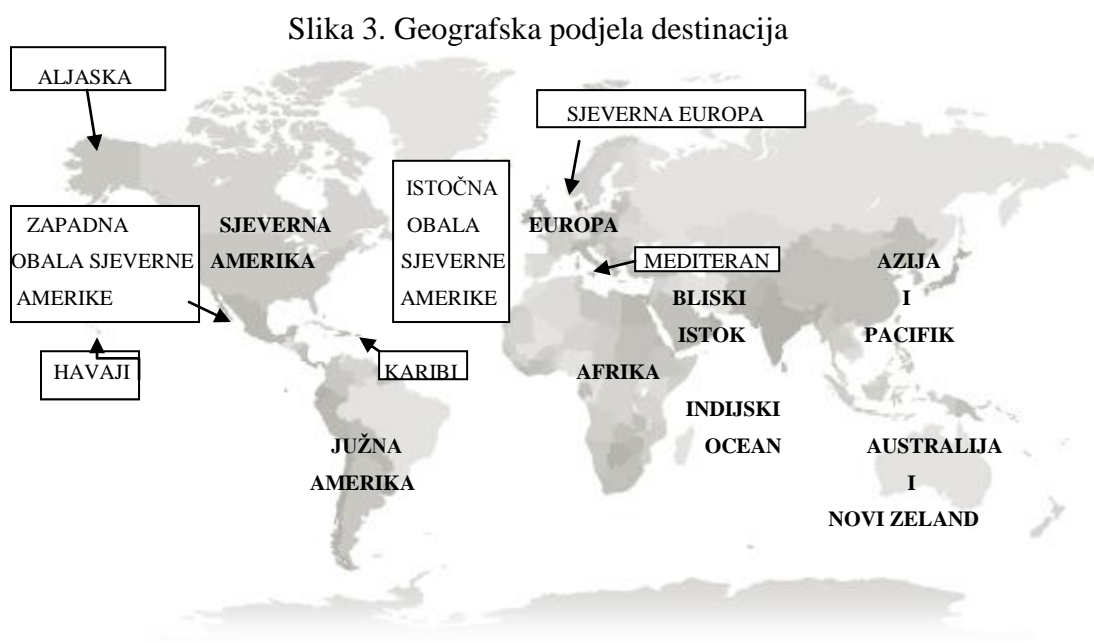 Slika 3. Geografska podjela destinacija
ALJASKA
SJEVERNA EUROPA
ISTOČNA
OBALA
SJEVERNE
AMERIKE
ZAPADNA
OBALA SJEVERNE
AMERIKE
SJEVERNA
AMERIKA
EUROPA
MEDITERAN
BLISKI
ISTOK
AZIJA
I
PACIFIK
HAVAJI
KARIBI
AFRIKA
INDIJSKI
OCEAN
JUŽNA
AMERIKA
AUSTRALIJA
I
NOVI ZELAND